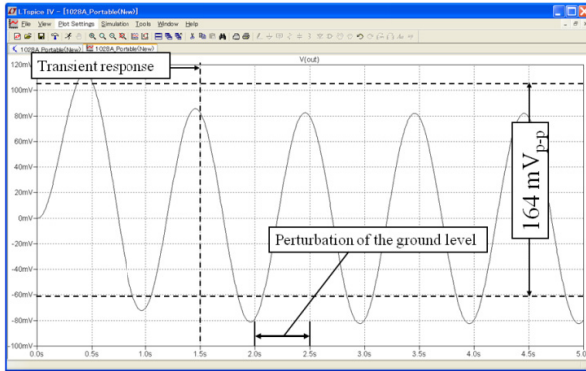 LTspice IV - [1028A_Portable(New)]
File View Plot Settings Simulation Tools Window Help
1028A_Portable(New) 1028A_Portable(New)
V(out)
120mV
100mV
80mV
60mV
40mV
20mV
0mV
-20mV
-40mV
-60mV
-80mV
-100mV
Transient response
164 mVp-p
Perturbation of the ground level
0.0s 0.5s 1.0s 1.5s 2.0s 2.5s 3.0s 3.5s 4.0s 4.5s 5.0s